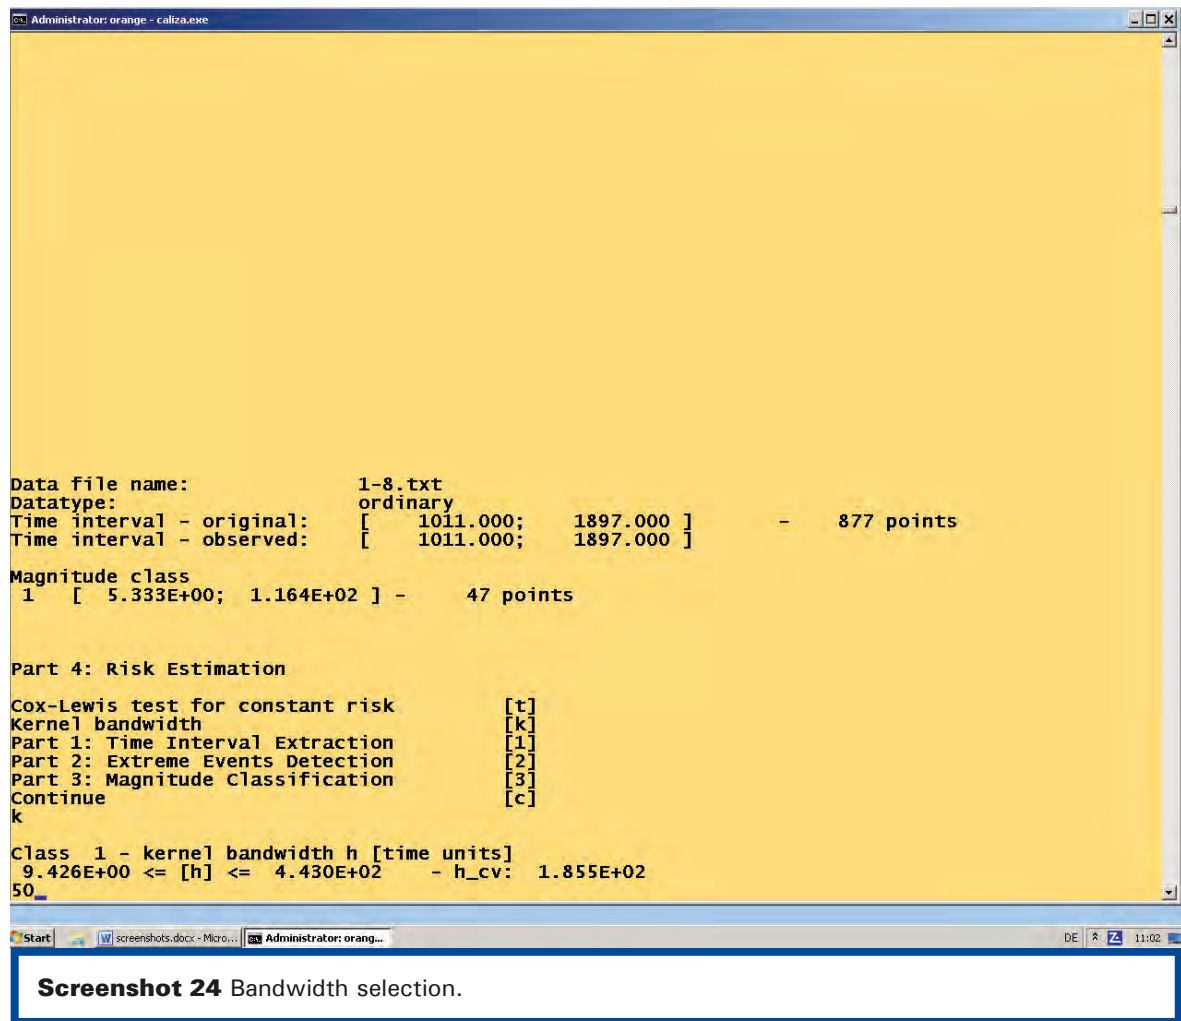 Administrator: orange - caliza.exe
Data file name: 1-8.txt
Datatype: ordinary
Time interval - original: [ 1011.000; 1897.000 ] - 877 points
Time interval - observed: [ 1011.000; 1897.000 ]
Magnitude class
1 [ 5.333E+00; 1.164E+02 ] - 47 points
Part 4: Risk Estimation
Cox-Lewis test for constant risk [t]
Kernel bandwidth [k]
Part 1: Time Interval Extraction [1]
Part 2: Extreme Events Detection [2]
Part 3: Magnitude Classification [3]
Continue [c]
k
Class 1 - kernel bandwidth h [time units]
9.426E+00 <= [h] <= 4.430E+02 - h_cv: 1.855E+02
50_
Start screenshots.docx - Micro... Administrator: orang... DE 11:02
Screenshot 24 Bandwidth selection.